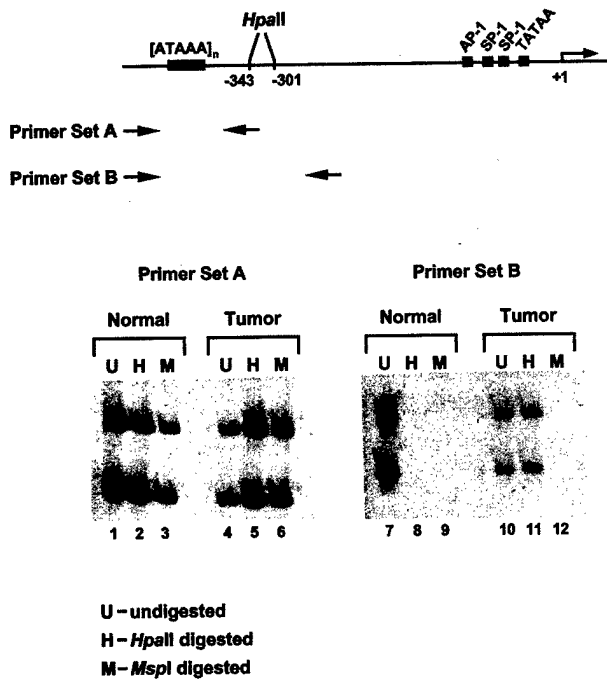 HpaII
[ATAAA]n
AP-1
SP-1
SP-1
TATAA
-343
-301
+1
Primer Set A
Primer Set B
Primer Set A
Primer Set B
Normal
Tumor
Normal
Tumor
U H M
U H M
U H M
U H M
1 2 3
4 5 6
7 8 9
10 11 12
U – undigested
H – HpaII digested
M – MspI digested